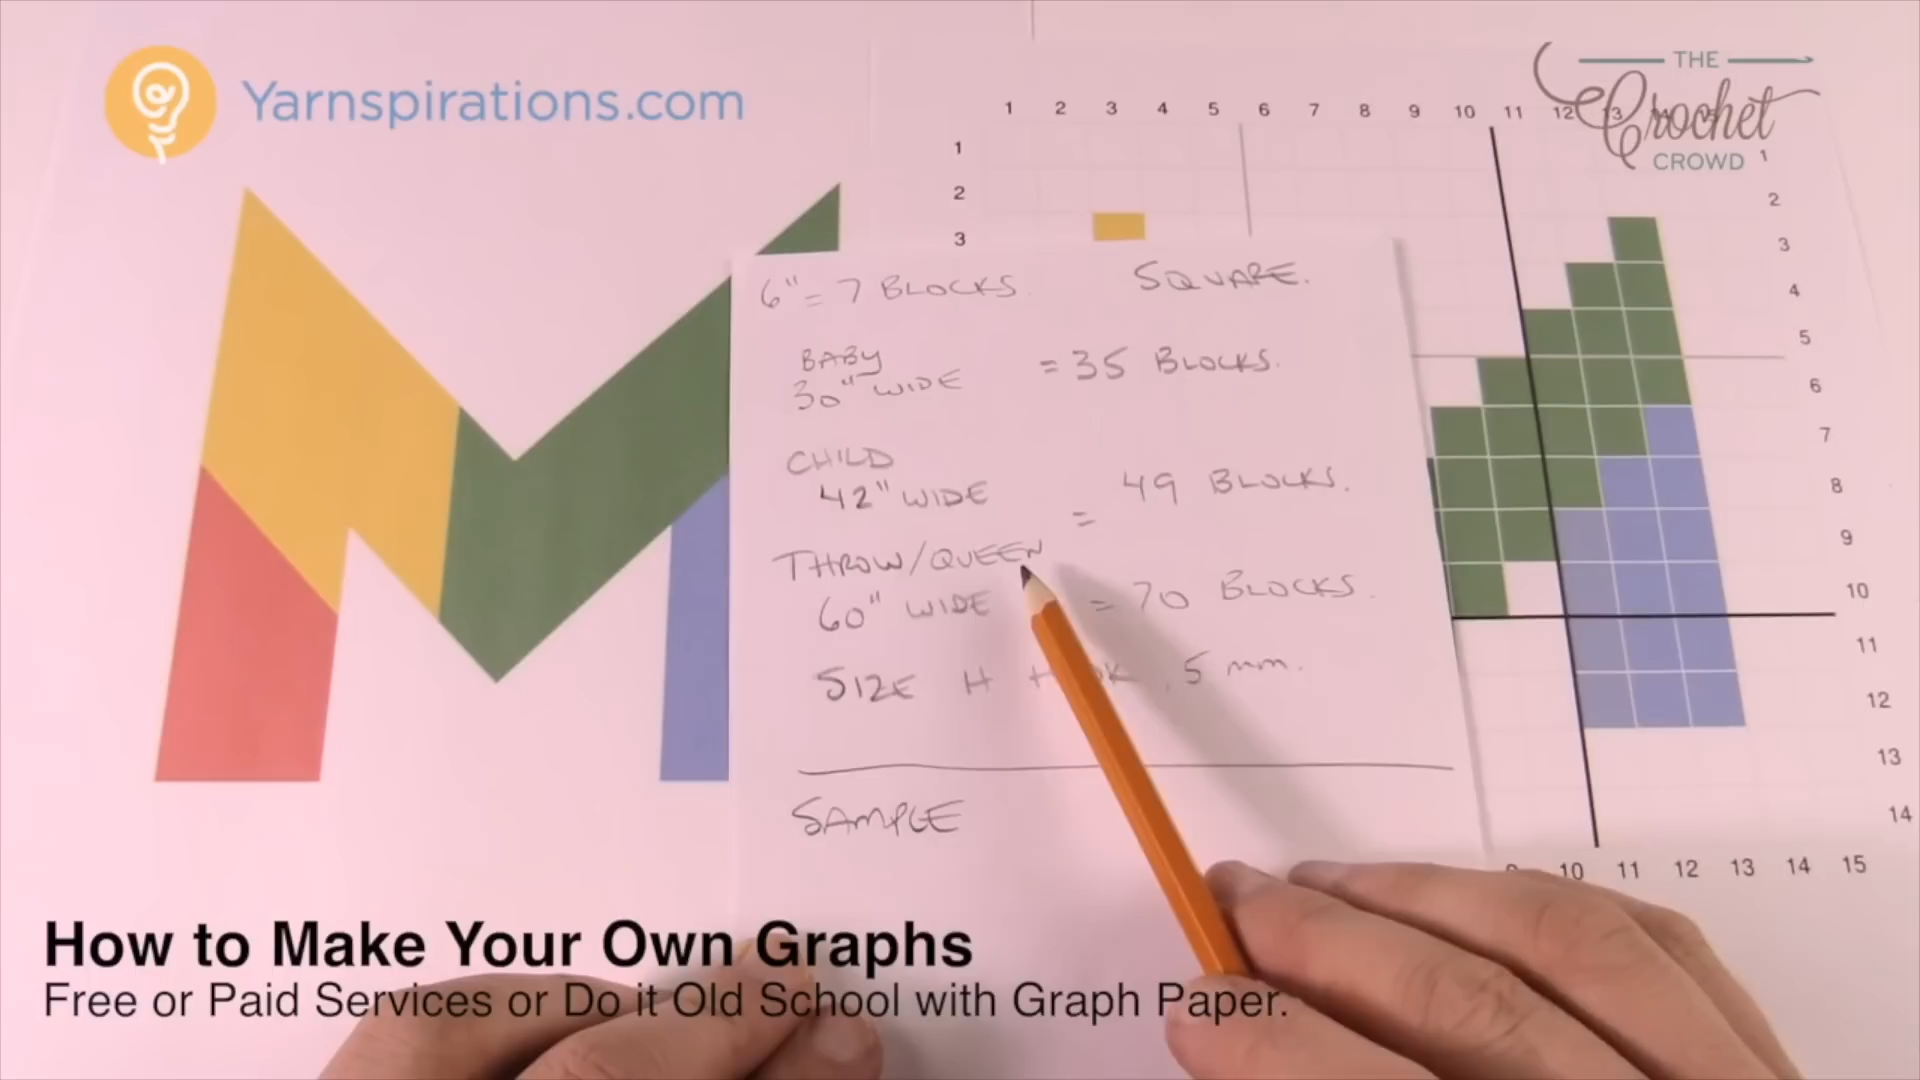 Yarnspirations.com
THE
Crochet
CROWD
1 2 3 4 5 6 7 8 9 10 11 12 13
1
2
3
1
2
3
4
5
6
7
8
9
10
11
12
13
14
6" = 7 BLOCKS. SQUARE.
BABY
30" WIDE = 35 BLOCKS.
CHILD
42" WIDE = 49 BLOCKS.
THROW/QUEEN
60" WIDE = 70 BLOCKS.
SIZE H , 5 mm.
SAMPLE
10 11 12 13 14 15
How to Make Your Own Graphs
Free or Paid Services or Do it Old School with Graph Paper.